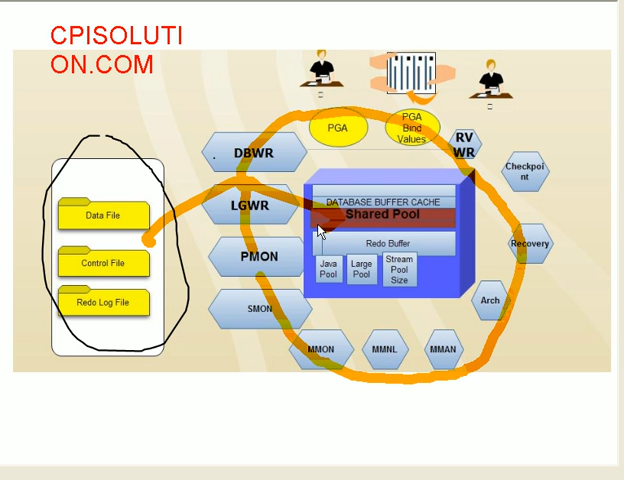 CPISOLUTI
ON.COM
PGA
PGA
Bind
Values
RV
WR
DBWR
Checkpoi
nt
Data File
LGWR
DATABASE BUFFER CACHE
Shared Pool
Redo Buffer
Recovery
Control File
PMON
Java
Pool
Large
Pool
Stream
Pool
Size
Redo Log File
SMON
Arch
MMON
MMNL
MMAN